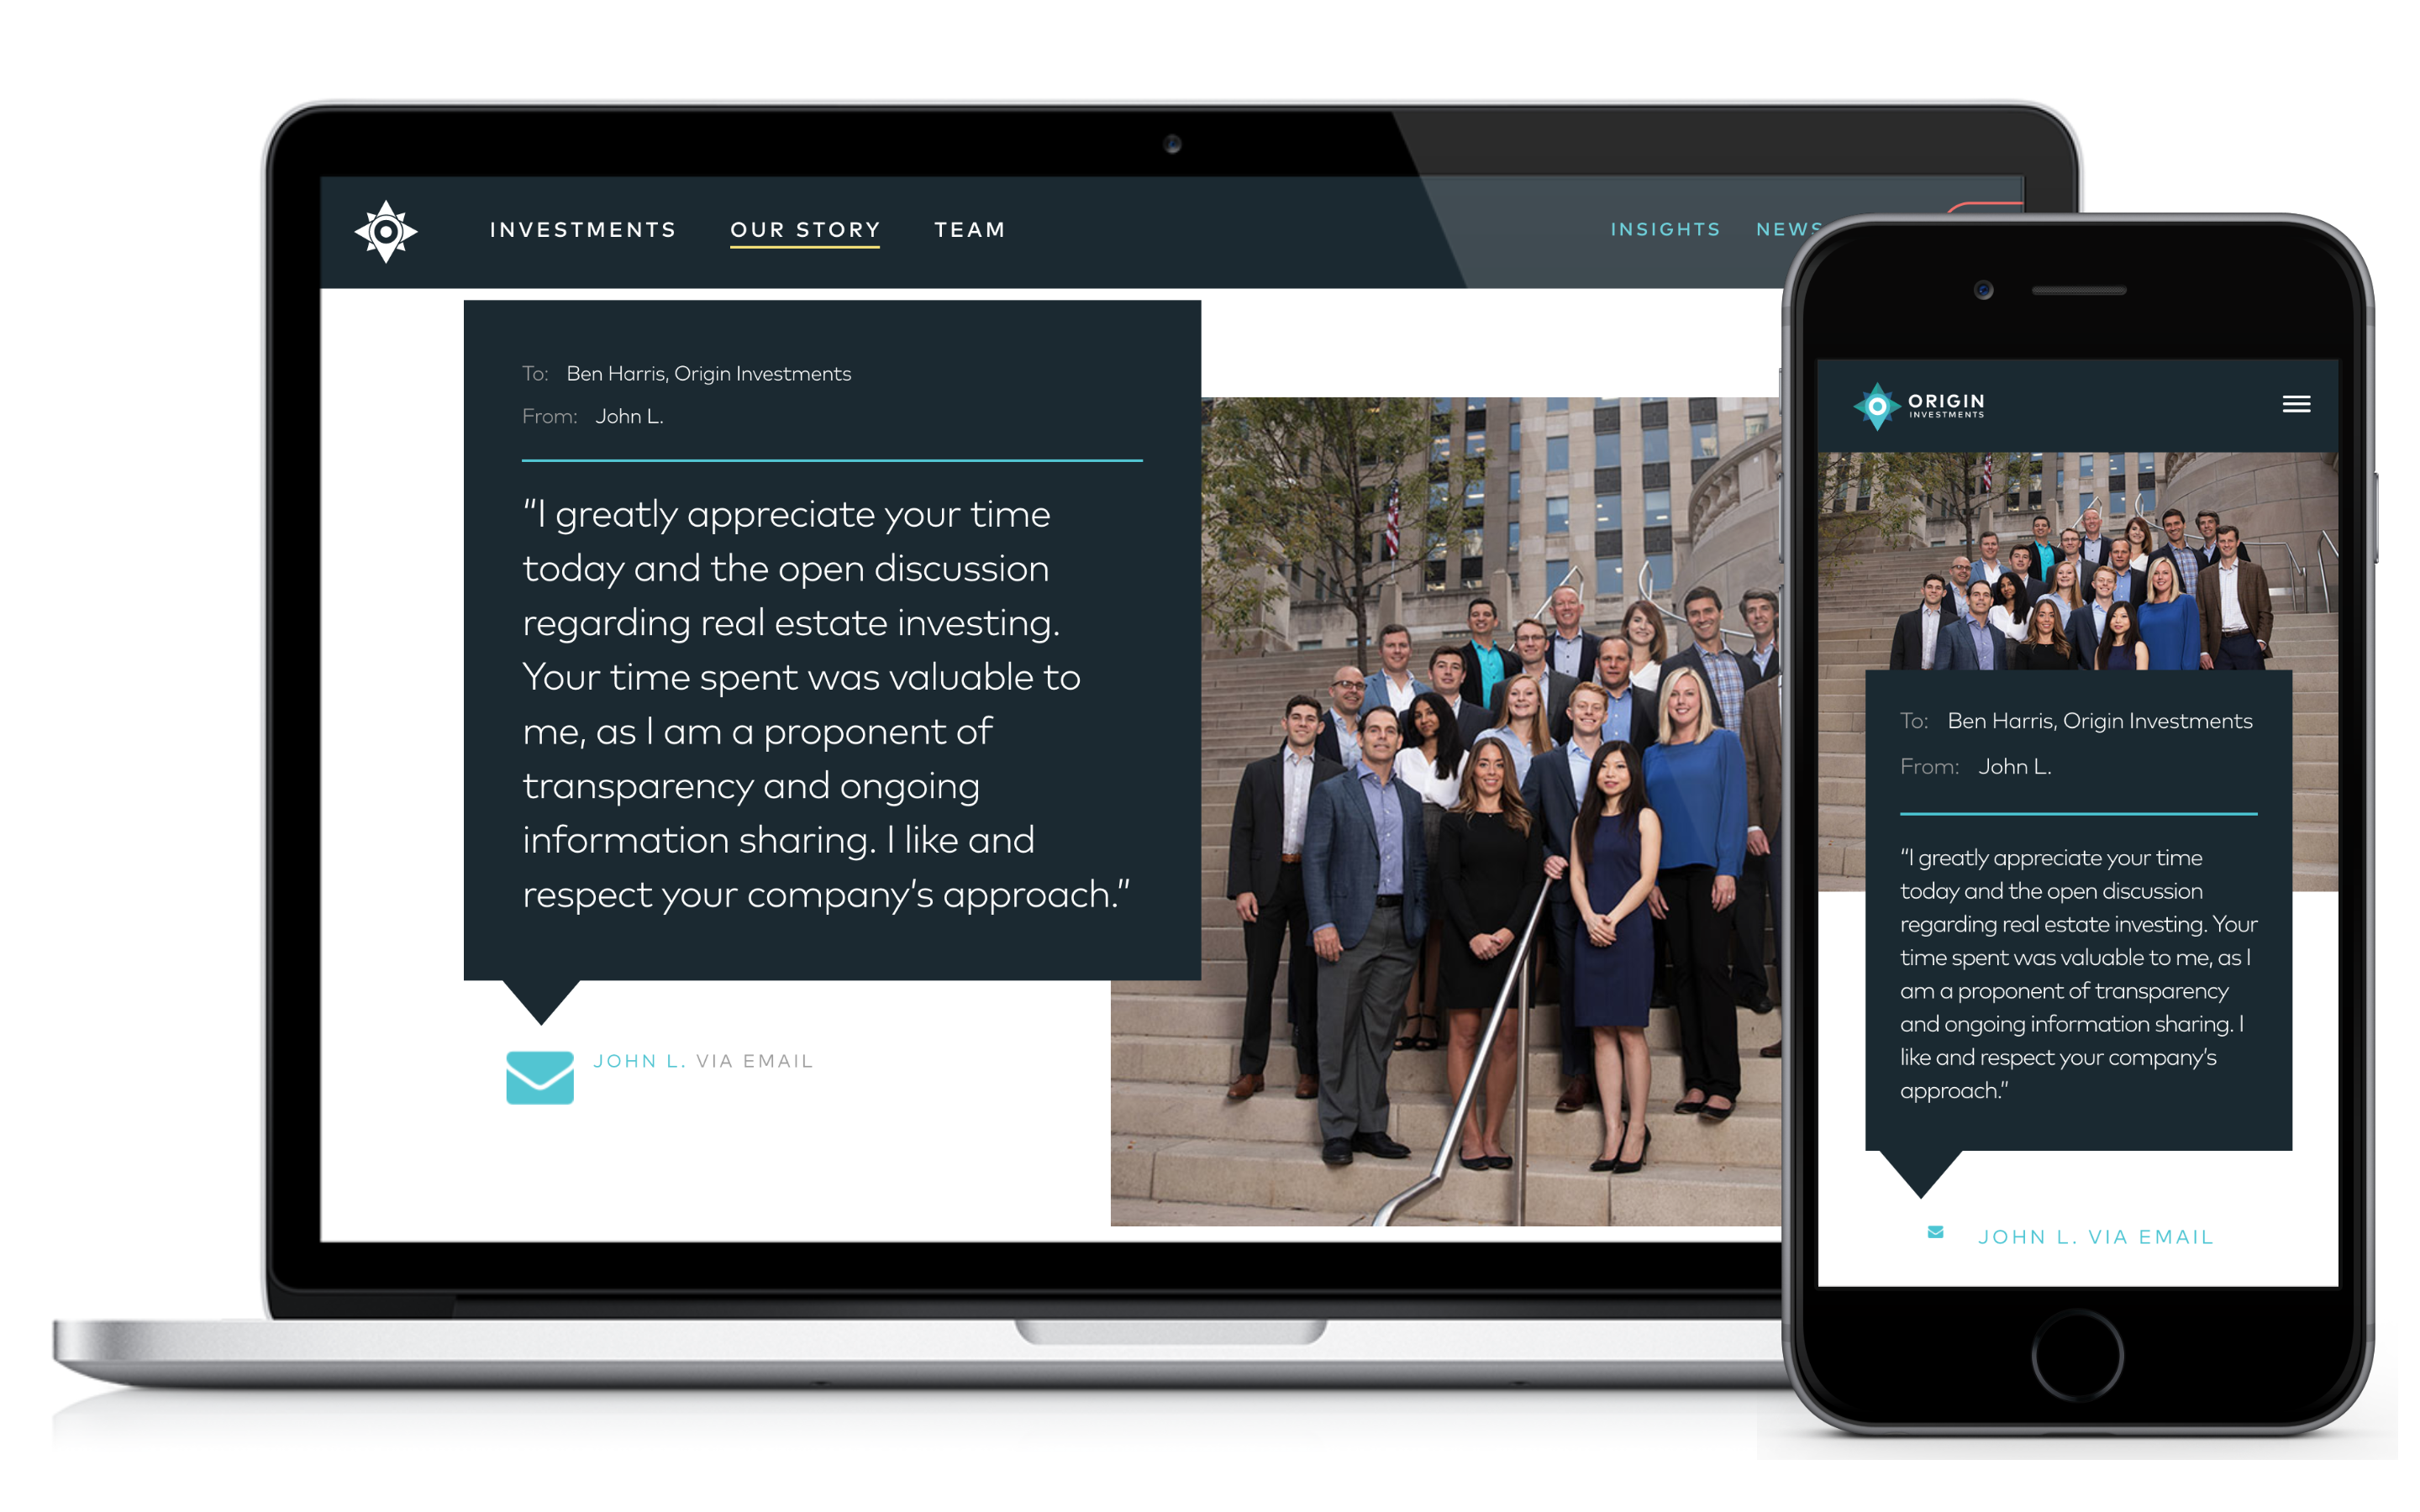 INVESTMENTS OUR STORY TEAM INSIGHTS NEWS
To: Ben Harris, Origin Investments
From: John L.
“I greatly appreciate your time
today and the open discussion
regarding real estate investing.
Your time spent was valuable to
me, as I am a proponent of
transparency and ongoing
information sharing. I like and
respect your company’s approach.”
JOHN L. VIA EMAIL
ORIGIN
INVESTMENTS
To: Ben Harris, Origin Investments
From: John L.
“I greatly appreciate your time
today and the open discussion
regarding real estate investing. Your
time spent was valuable to me, as I
am a proponent of transparency
and ongoing information sharing. I
like and respect your company’s
approach.”
JOHN L. VIA EMAIL